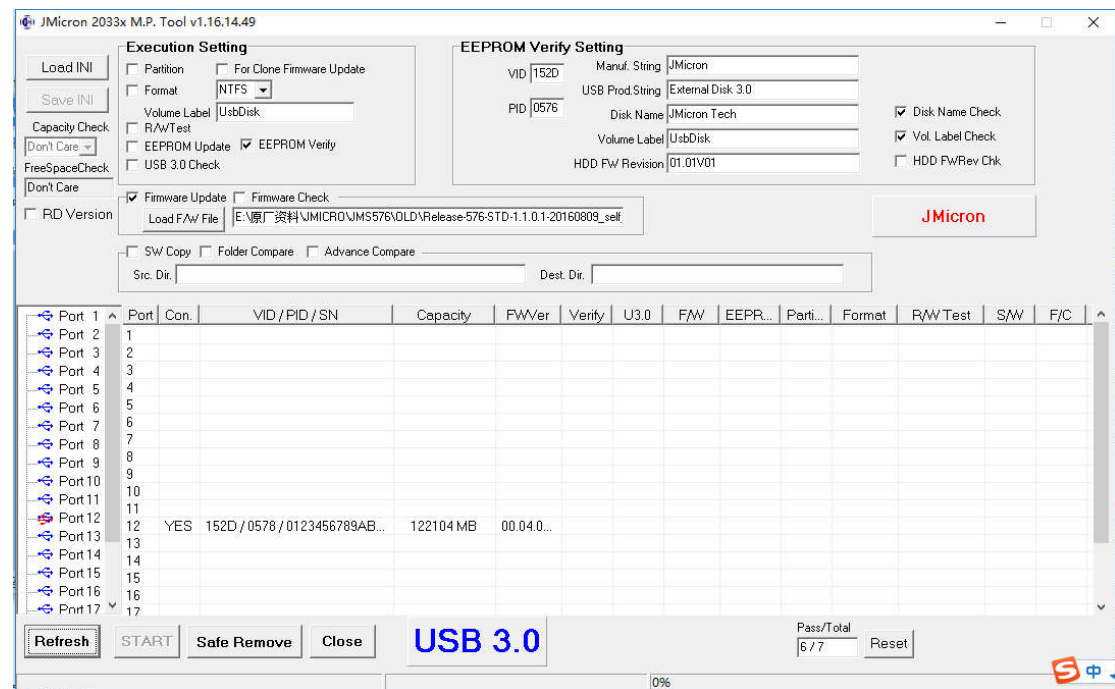 JMicron 2033x M.P. Tool v1.16.14.49
Load INI
Save INI
Capacity Check
Don't Care
FreeSpaceCheck
Don't Care
RD Version
Execution Setting
Partition For Clone Firmware Update
Format NTFS
Volume Label UsbDisk
R/WTest
EEPROM Update EEPROM Verify
USB 3.0 Check
EEPROM Verify Setting
VID 152D
PID 0576
Manuf. String JMicron
USB Prod.String External Disk 3.0
Disk Name JMicron Tech
Volume Label UsbDisk
HDD FW Revision 01.01V01
Disk Name Check
Vol. Label Check
HDD FWRev Chk
Firmware Update Firmware Check
Load F/W File E:\原厂资料\JMICRO\JMS576\OLD\Release-576-STD-1.1.0.1-20160809_self
JMicron
SW Copy Folder Compare Advance Compare
Src. Dir. Dest. Dir.
Port 1
Port 2
Port 3
Port 4
Port 5
Port 6
Port 7
Port 8
Port 9
Port 10
Port 11
Port 12
Port 13
Port 14
Port 15
Port 16
Port 17
Port Con. VID / PID / SN Capacity FWVer Verify U3.0 F/W EEPR... Parti... Format R/W Test S/W F/C
1
2
3
4
5
6
7
8
9
10
11
12 YES 152D / 0578 / 0123456789AB... 122104 MB 00.04.0...
13
14
15
16
17
Refresh START Safe Remove Close USB 3.0
Pass/Total
6 / 7 Reset
0%
S 中